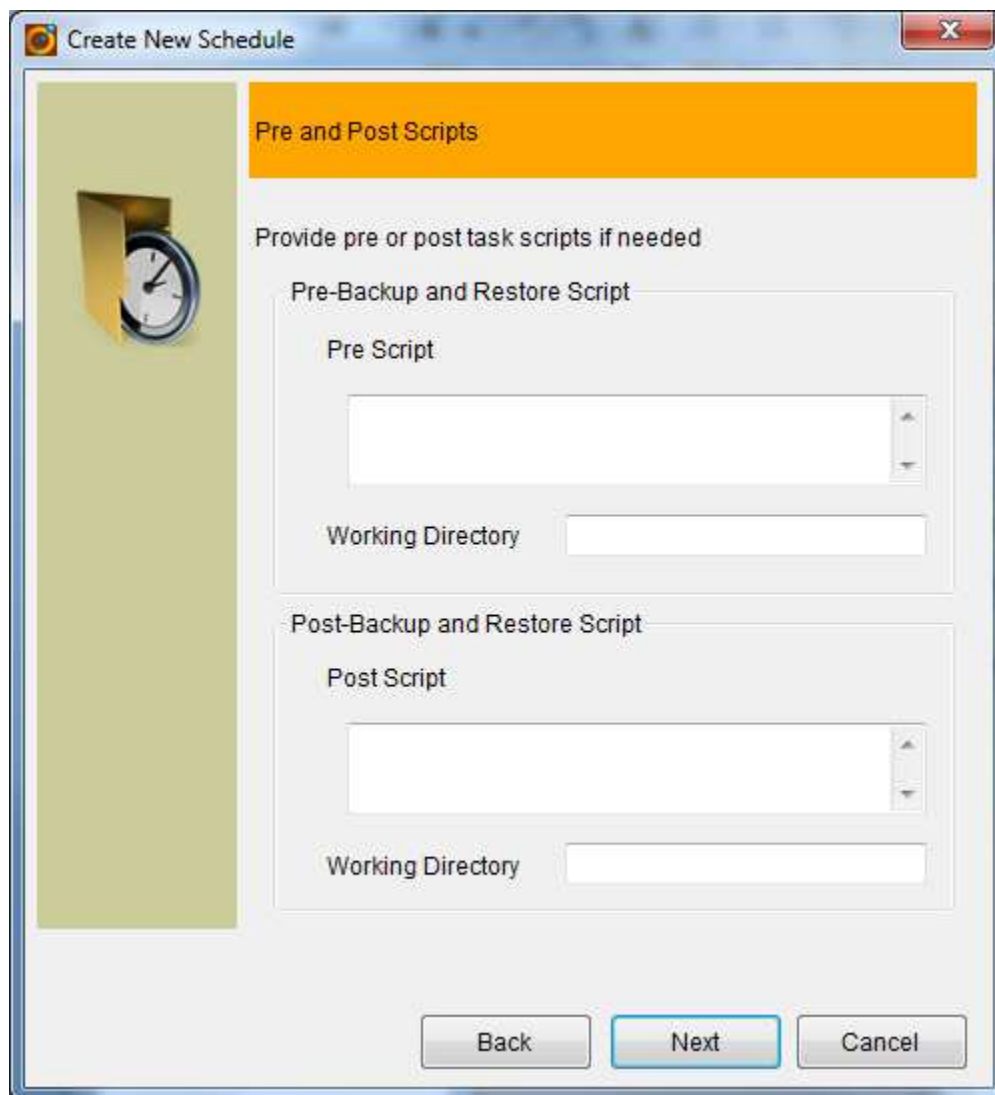 Create New Schedule
Pre and Post Scripts
Provide pre or post task scripts if needed
Pre-Backup and Restore Script
Pre Script
Working Directory
Post-Backup and Restore Script
Post Script
Working Directory
Back Next Cancel